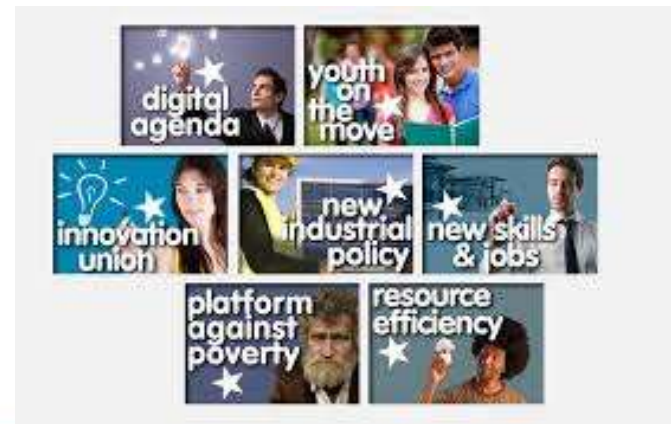 digital
agenda
youth
on
the
move
innovation
union
new
industrial
policy
new skills
& jobs
platform
against
poverty
resource
efficiency